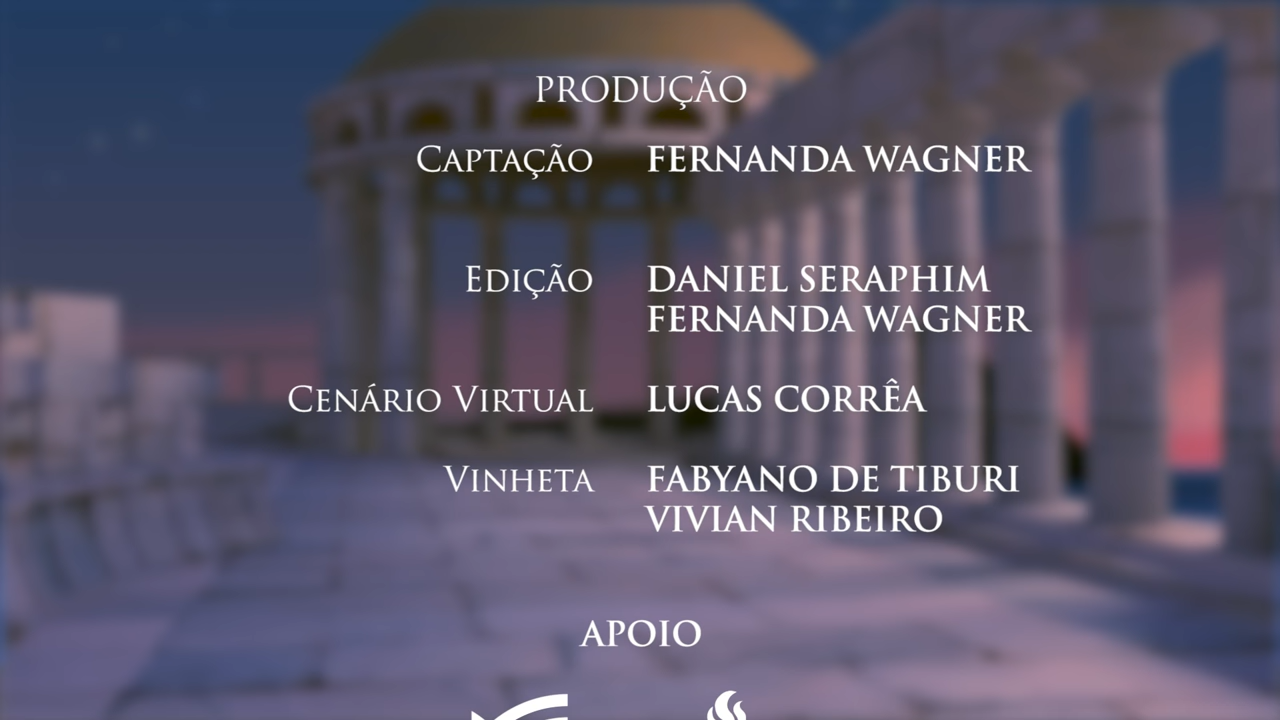 PRODUÇÃO
CAPTAÇÃO FERNANDA WAGNER
EDIÇÃO DANIEL SERAPHIM
FERNANDA WAGNER
CENÁRIO VIRTUAL LUCAS CORRÊA
VINHETA FABYANO DE TIBURI
VIVIAN RIBEIRO
APOIO